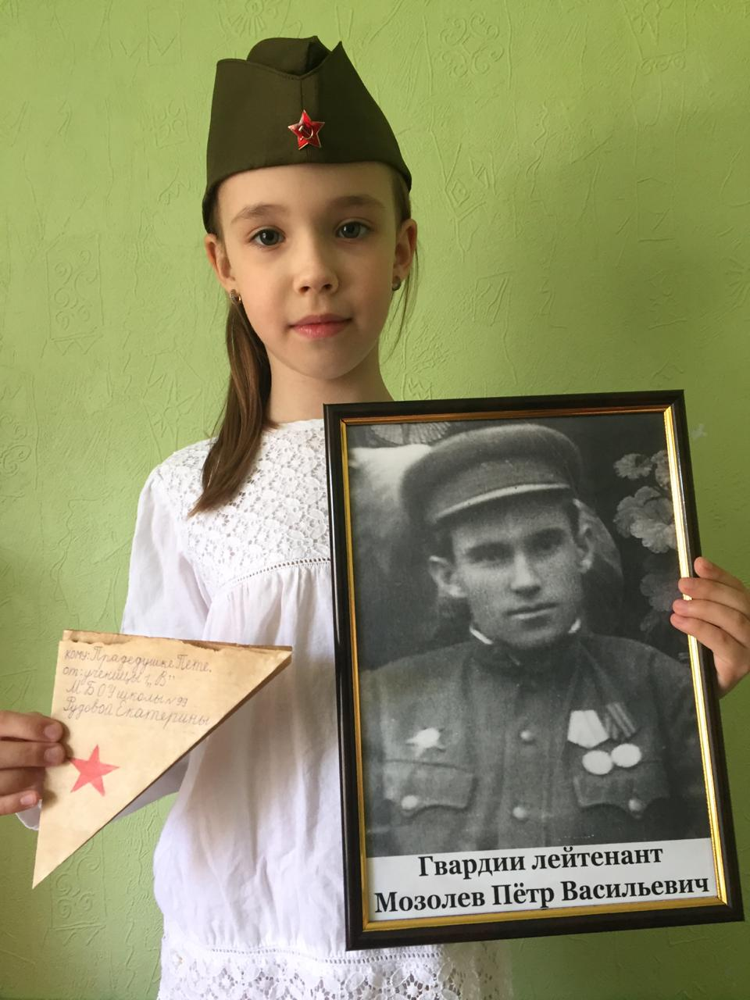 кому: Прадедушке Пете.
от: ученицы 1 „В"
МБОУ школы №99
Рудовой Екатерины
Гвардии лейтенант
Мозолев Пётр Васильевич